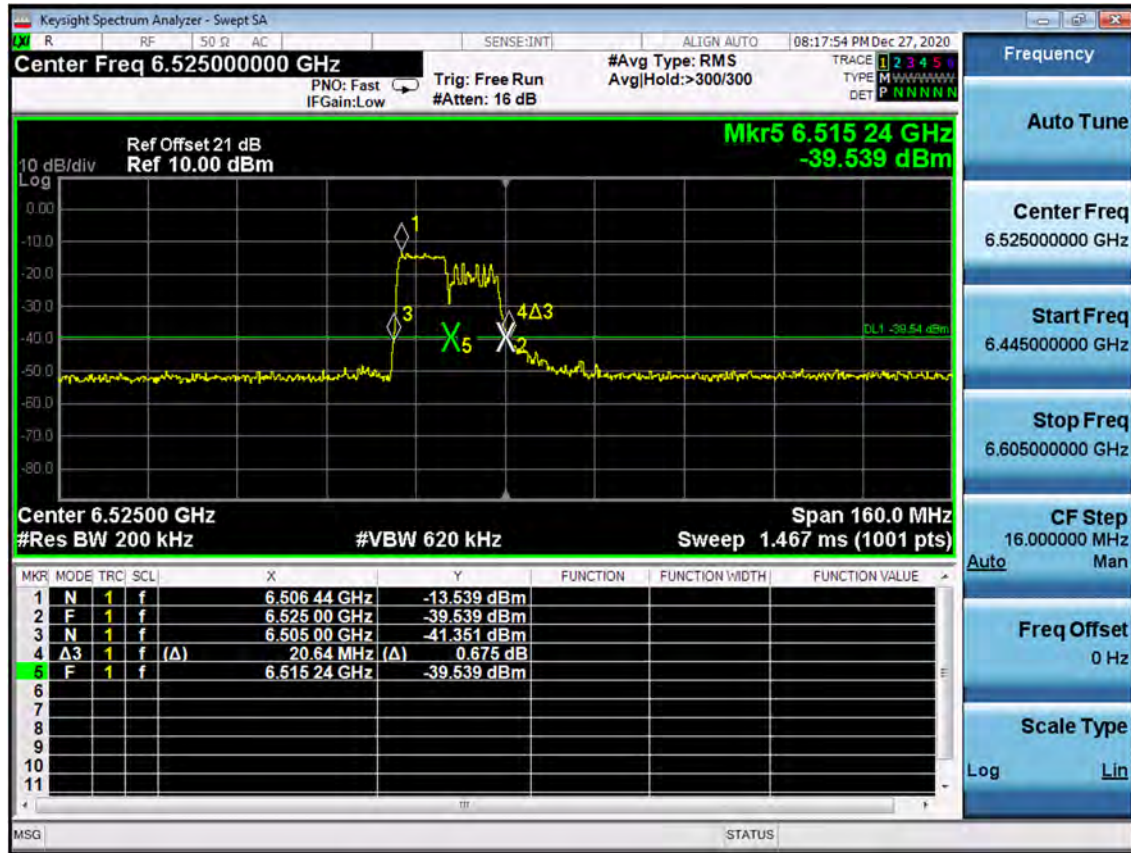 Keysight Spectrum Analyzer - Swept SA
LXI R RF 50 Ω AC SENSE:INT ALIGN AUTO 08:17:54 PM Dec 27, 2020
Center Freq 6.525000000 GHz
PNO: Fast
IFGain:Low
Trig: Free Run
#Atten: 16 dB
#Avg Type: RMS
Avg|Hold:>300/300
TRACE 1 2 3 4 5 6
TYPE M WWWWW
DET P N N N N N
Mkr5 6.515 24 GHz
-39.539 dBm
Ref Offset 21 dB
10 dB/div Ref 10.00 dBm
Log
0.00
-10.0
-20.0
-30.0
-40.0
-50.0
-60.0
-70.0
-80.0
1
3
4Δ3
5
2
DL1 -39.54 dBm
Center 6.52500 GHz Span 160.0 MHz
#Res BW 200 kHz #VBW 620 kHz Sweep 1.467 ms (1001 pts)
MKR MODE TRC SCL X Y FUNCTION FUNCTION WIDTH FUNCTION VALUE
1 N 1 f 6.506 44 GHz -13.539 dBm
2 F 1 f 6.525 00 GHz -39.539 dBm
3 N 1 f 6.505 00 GHz -41.351 dBm
4 Δ3 1 f (Δ) 20.64 MHz (Δ) 0.675 dB
5 F 1 f 6.515 24 GHz -39.539 dBm
6
7
8
9
10
11
MSG STATUS
Frequency
Auto Tune
Center Freq
6.525000000 GHz
Start Freq
6.445000000 GHz
Stop Freq
6.605000000 GHz
CF Step
16.000000 MHz
Auto Man
Freq Offset
0 Hz
Scale Type
Log Lin